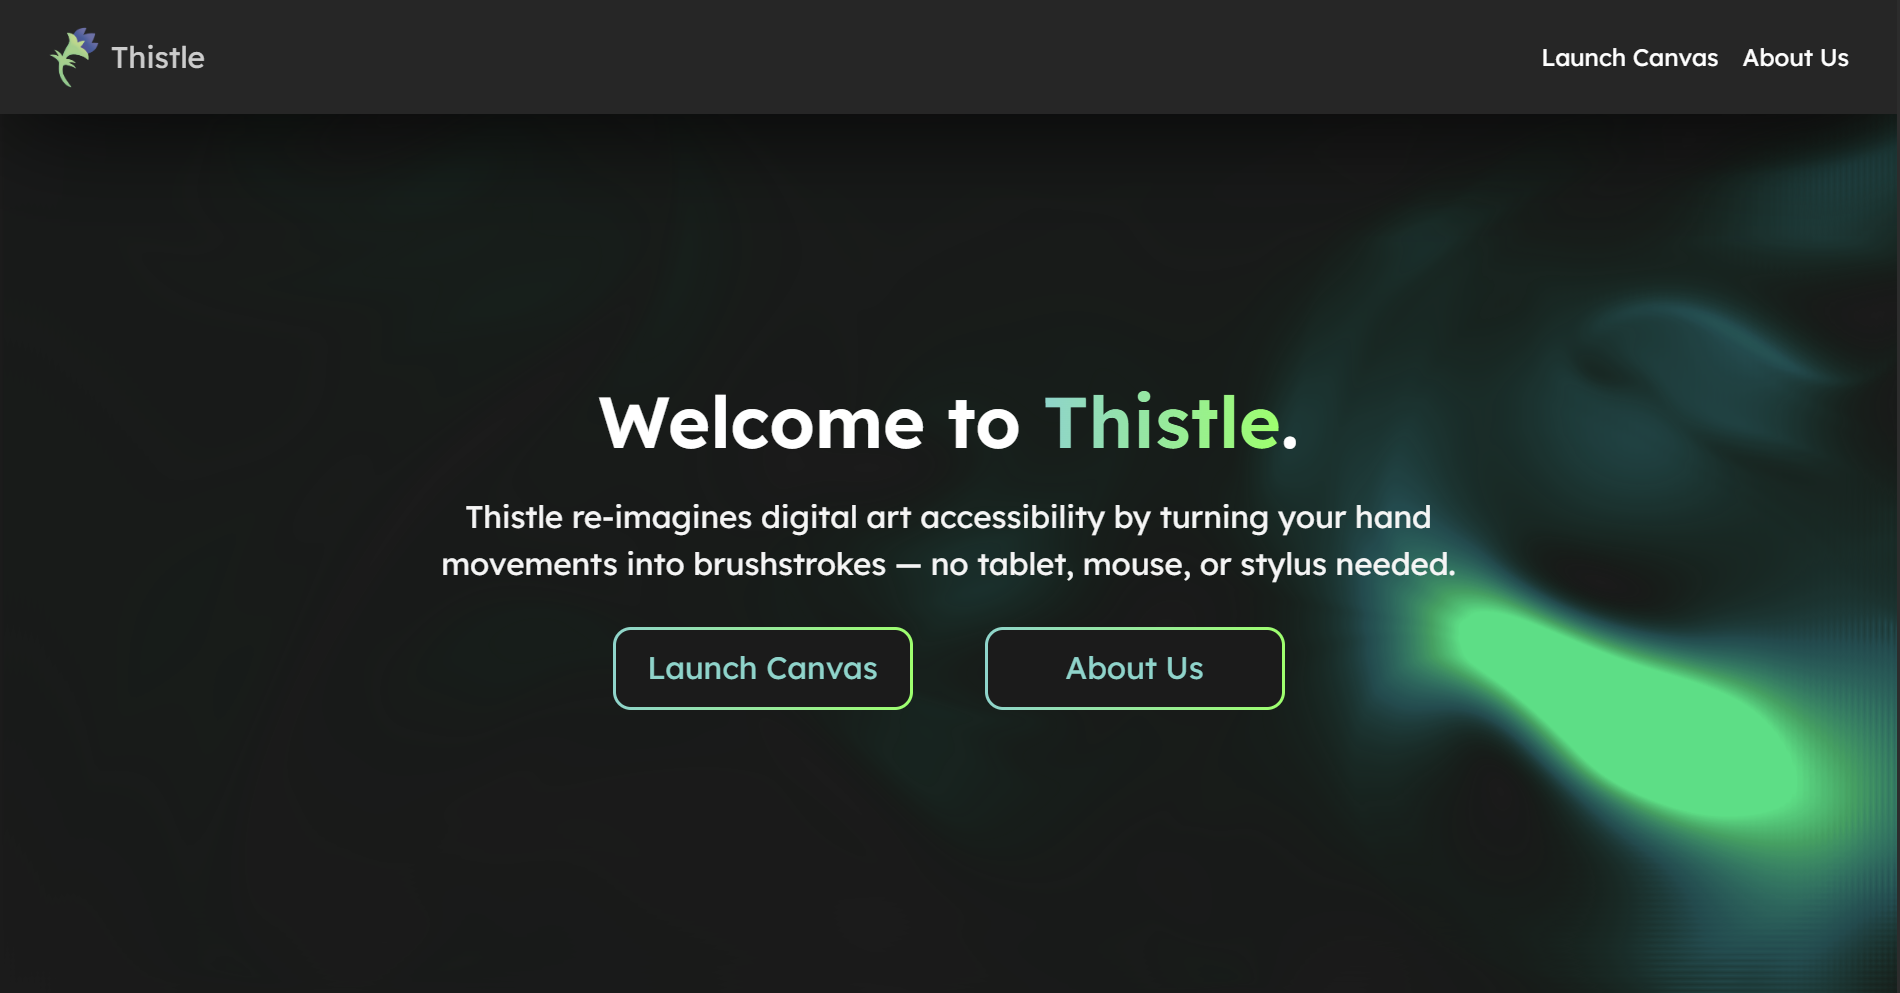 Thistle
Launch Canvas About Us
Welcome to Thistle.
Thistle re-imagines digital art accessibility by turning your hand
movements into brushstrokes — no tablet, mouse, or stylus needed.
Launch Canvas
About Us